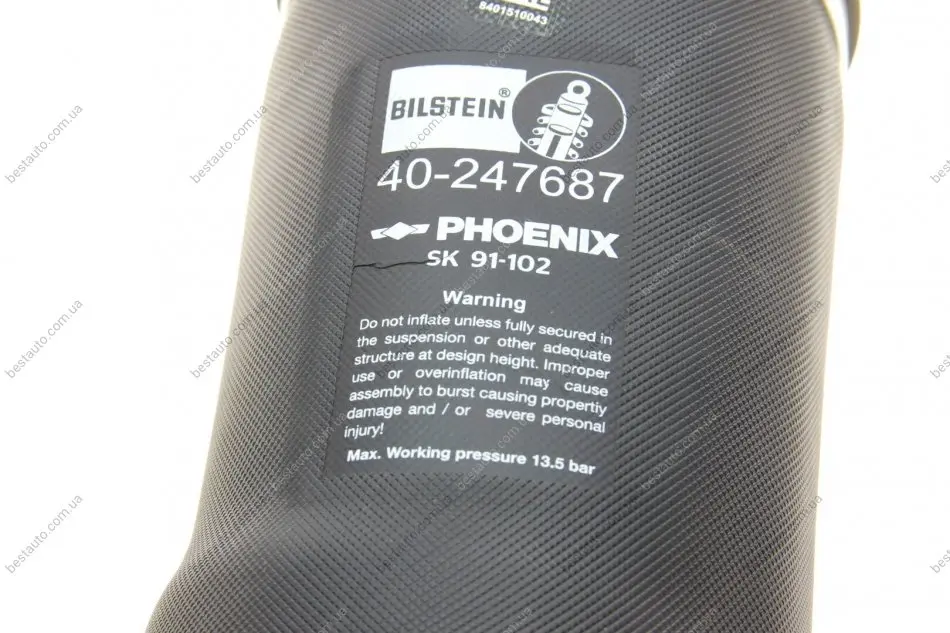 8401510043
BILSTEIN®
40-247687
PHOENIX
SK 91-102
Warning
Do not inflate unless fully secured in
the suspension or other adequate
structure at design height. Improper
use or overinflation may cause
assembly to burst causing propertiy
damage and / or severe personal
injury!
Max. Working pressure 13.5 bar
bestauto.com.ua